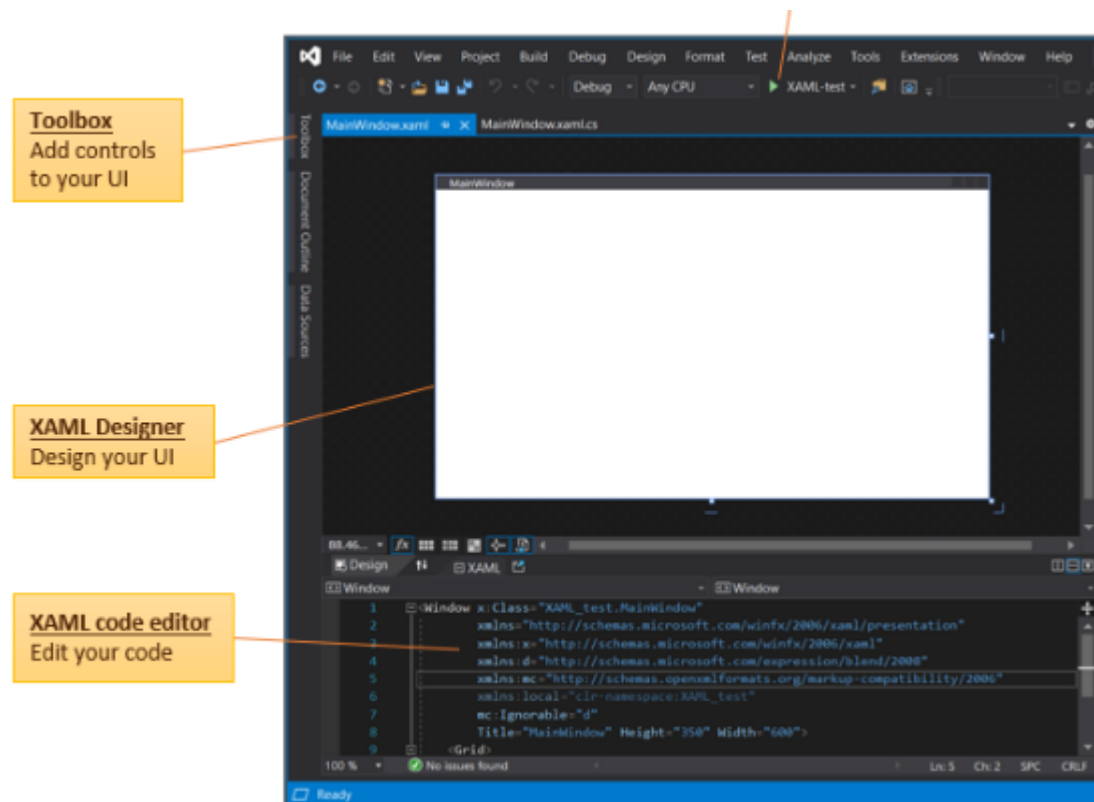 File Edit View Project Build Debug Design Format Test Analyze Tools Extensions Window Help
Debug Any CPU XAML-test
Toolbox
Add controls
to your UI
Toolbox
Document Outline
Data Sources
MainWindow.xaml MainWindow.xaml.cs
MainWindow
XAML Designer
Design your UI
88.46... fx
Design XAML
Window Window
XAML code editor
Edit your code
1 <Window x:Class="XAML_test.MainWindow"
2 xmlns="http://schemas.microsoft.com/winfx/2006/xaml/presentation"
3 xmlns:x="http://schemas.microsoft.com/winfx/2006/xaml"
4 xmlns:d="http://schemas.microsoft.com/expression/blend/2008"
5 xmlns:mc="http://schemas.openxmlformats.org/markup-compatibility/2006"
6 xmlns:local="clr-namespace:XAML_test"
7 mc:Ignorable="d"
8 Title="MainWindow" Height="350" Width="600">
9 <Grid>
100 % No issues found Ln: 5 Ch: 2 SPC CRLF
Ready